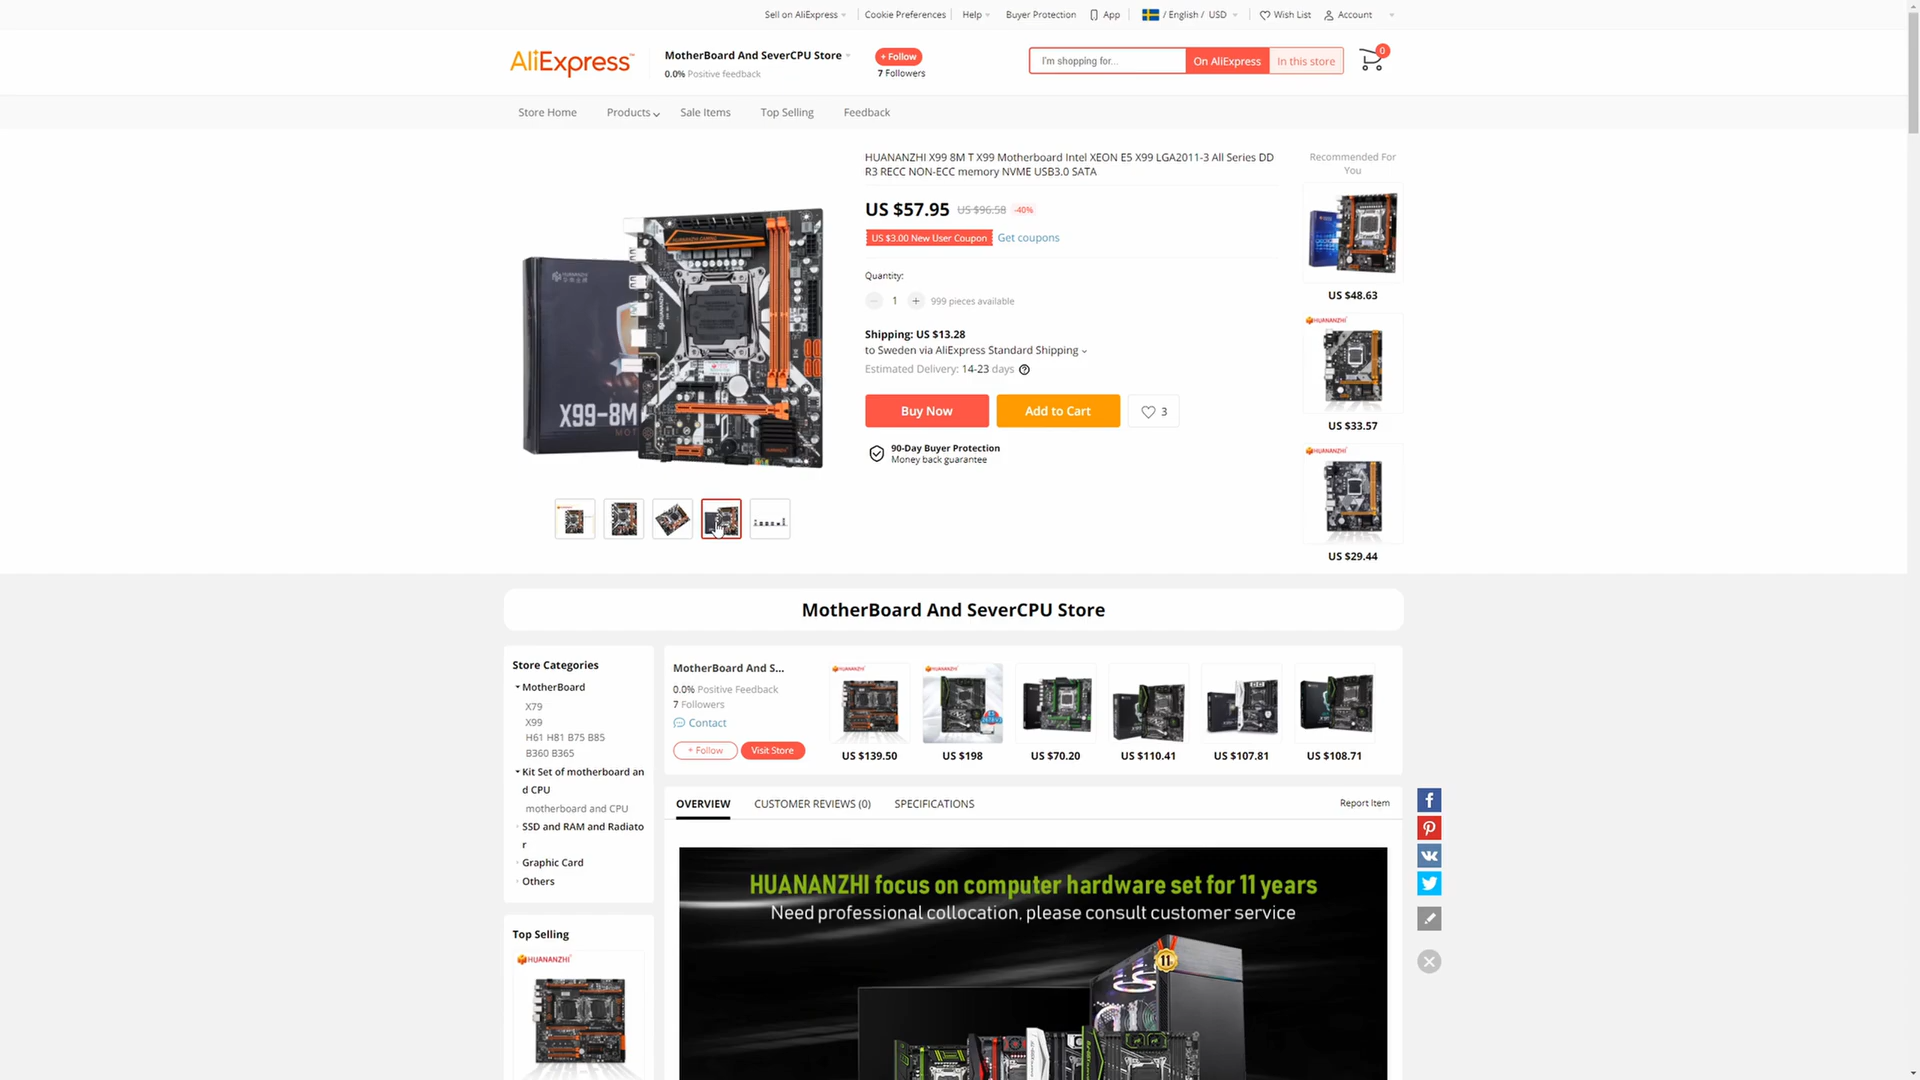 Sell on AliExpress
Cookie Preferences
Help
Buyer Protection
App
/ English / USD
Wish List
Account
AliExpress™
MotherBoard And SeverCPU Store
0.0% Positive feedback
+ Follow
7 Followers
I'm shopping for...
On AliExpress
In this store
0
Store Home
Products
Sale Items
Top Selling
Feedback
HUANANZHI X99 8M T X99 Motherboard Intel XEON E5 X99 LGA2011-3 All Series DD
R3 RECC NON-ECC memory NVME USB3.0 SATA
US $57.95 US $96.58 -40%
US $3.00 New User Coupon Get coupons
Quantity:
1 + 999 pieces available
Shipping: US $13.28
to Sweden via AliExpress Standard Shipping
Estimated Delivery: 14-23 days
Buy Now
Add to Cart
3
90-Day Buyer Protection
Money back guarantee
HUANANZHI
X99-8M
Recommended For
You
US $48.63
HUANANZHI
US $33.57
HUANANZHI
US $29.44
MotherBoard And SeverCPU Store
Store Categories
MotherBoard
X79
X99
H61 H81 B75 B85
B360 B365
Kit Set of motherboard an
d CPU
motherboard and CPU
SSD and RAM and Radiato
r
Graphic Card
Others
MotherBoard And S...
0.0% Positive Feedback
7 Followers
Contact
+ Follow
Visit Store
HUANANZHI
US $139.50
HUANANZHI
US $198
US $70.20
US $110.41
US $107.81
US $108.71
OVERVIEW
CUSTOMER REVIEWS (0)
SPECIFICATIONS
Report Item
HUANANZHI focus on computer hardware set for 11 years
Need professional collocation, please consult customer service
11
Top Selling
HUANANZHI